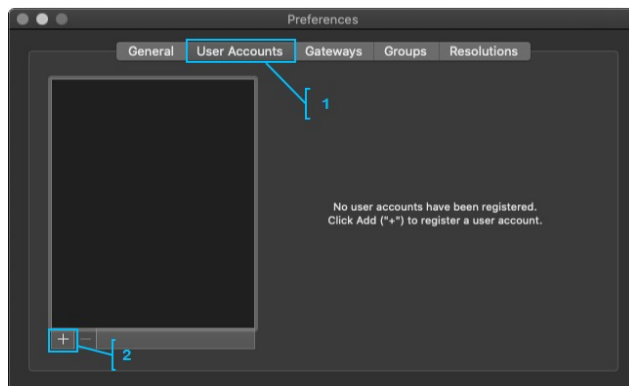 Preferences
General User Accounts Gateways Groups Resolutions
1
No user accounts have been registered.
Click Add ("+") to register a user account.
+ −
2